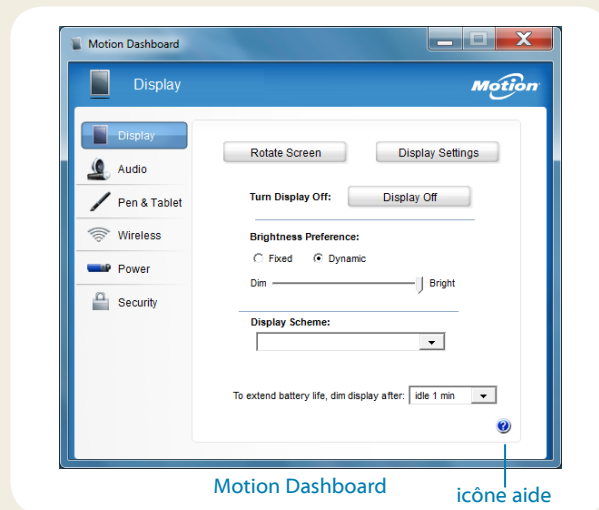 Motion Dashboard
Display
Motion
Display
Audio
Pen & Tablet
Wireless
Power
Security
Rotate Screen
Display Settings
Turn Display Off:
Display Off
Brightness Preference:
Fixed
Dynamic
Dim
Bright
Display Scheme:
To extend battery life, dim display after:
idle 1 min
?
Motion Dashboard
icône aide